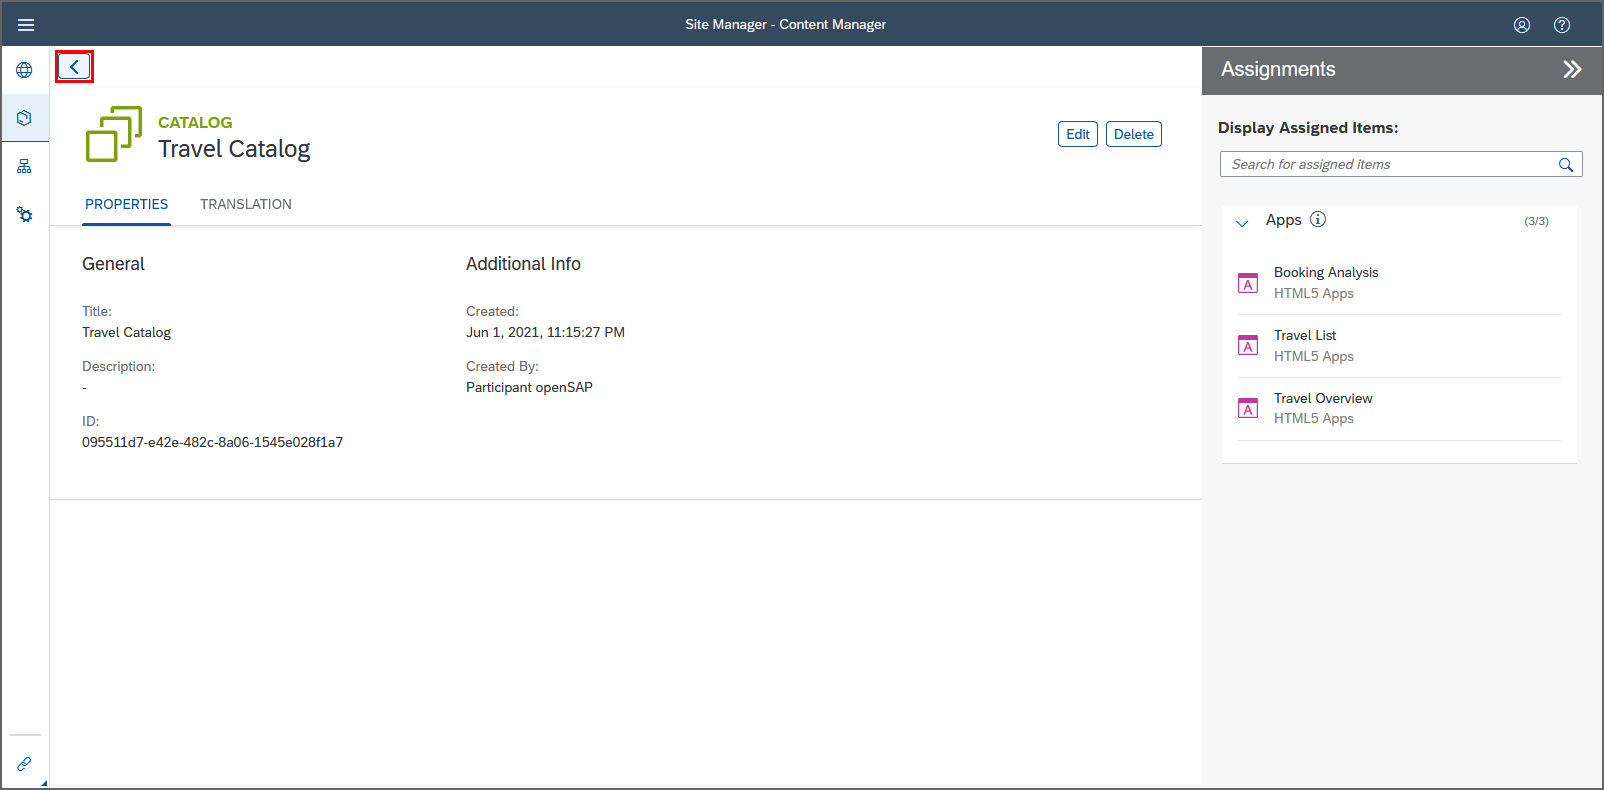 Site Manager - Content Manager
CATALOG
Travel Catalog
Edit
Delete
PROPERTIES
TRANSLATION
General
Title:
Travel Catalog
Description:
-
ID:
095511d7-e42e-482c-8a06-1545e028f1a7
Additional Info
Created:
Jun 1, 2021, 11:15:27 PM
Created By:
Participant openSAP
Assignments
Display Assigned Items:
Search for assigned items
Apps
(3/3)
A
Booking Analysis
HTML5 Apps
A
Travel List
HTML5 Apps
A
Travel Overview
HTML5 Apps